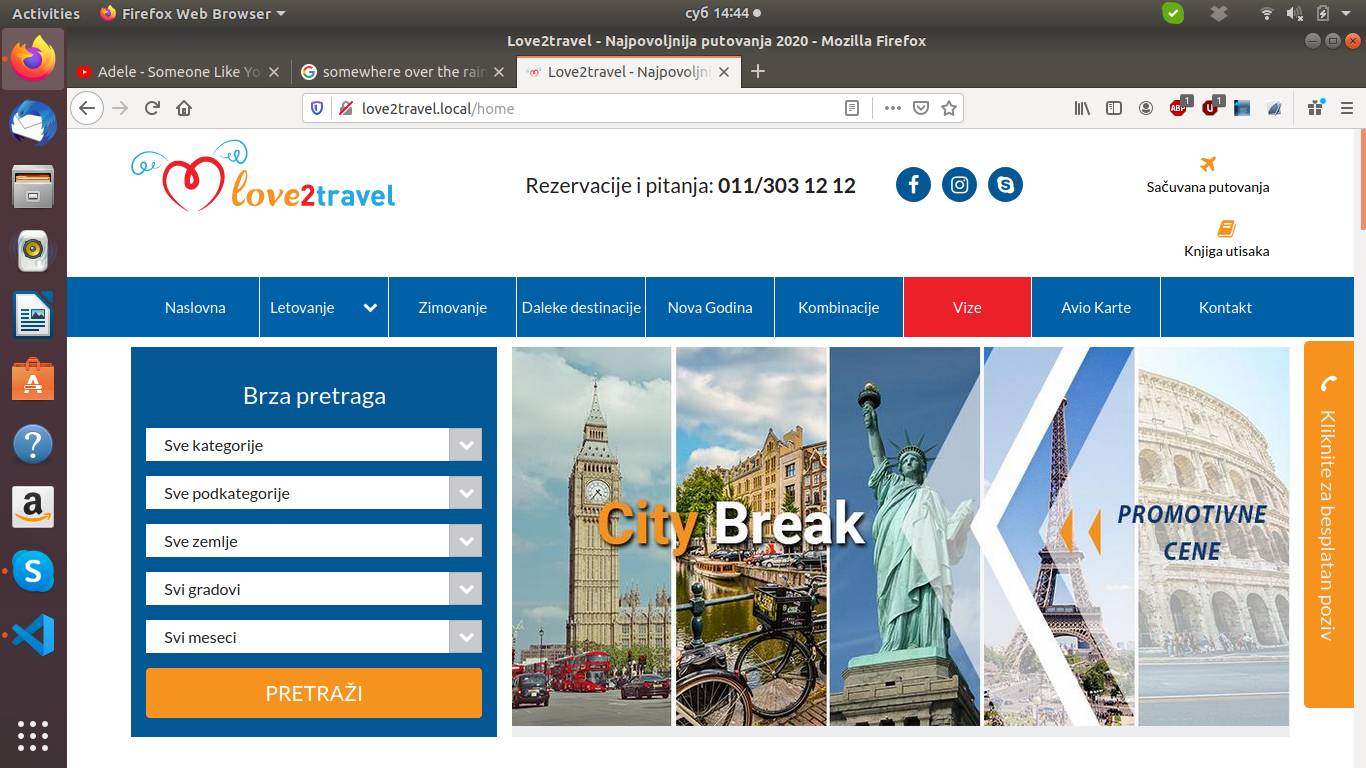 Activities
Firefox Web Browser
суб 14:44
Love2travel - Najpovoljnija putovanja 2020 - Mozilla Firefox
Adele - Someone Like Yo
somewhere over the rain
Love2travel - Najpovoljni
love2travel.local/home
ABP 1
1
love2travel
Rezervacije i pitanja: 011/303 12 12
Sačuvana putovanja
Knjiga utisaka
Naslovna
Letovanje
Zimovanje
Daleke destinacije
Nova Godina
Kombinacije
Vize
Avio Karte
Kontakt
Brza pretraga
Sve kategorije
Sve podkategorije
Sve zemlje
Svi gradovi
Svi meseci
PRETRAŽI
City Break
PROMOTIVNE
CENE
Kliknite za besplatan poziv